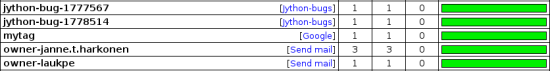 jython-bug-1777567 [jython-bugs] 1 1 0
jython-bug-1778514 [jython-bugs] 1 1 0
mytag [Google] 1 1 0
owner-janne.t.harkonen [Send mail] 3 3 0
owner-laukpe [Send mail] 1 1 0